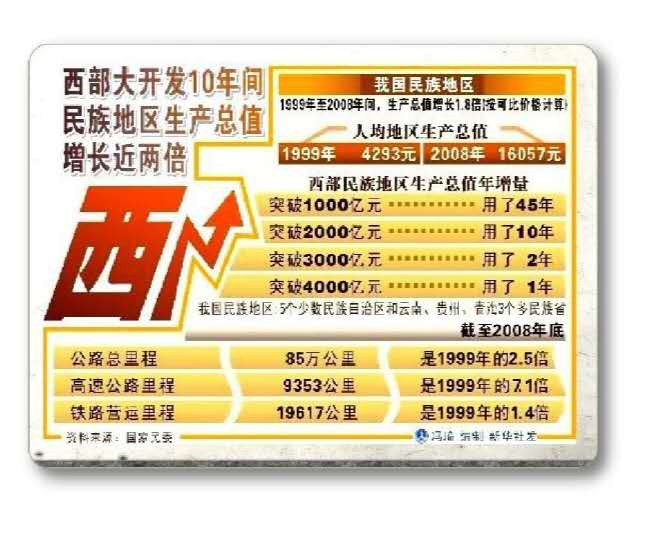 西部大开发10年间
民族地区生产总值
增长近两倍
我国民族地区
1999年至2008年间，生产总值增长1.8倍(按可比价格计算)
人均地区生产总值
1999年 4293元 2008年 16057元
西部民族地区生产总值年增量
西
突破1000亿元 ··········· 用了45年
突破2000亿元 ··········· 用了10年
突破3000亿元 ··········· 用了 2年
突破4000亿元 ··········· 用了 1年
我国民族地区:5个少数民族自治区和云南、贵州、青海3个多民族省
截至2008年底
公路总里程 85万公里 是1999年的2.5倍
高速公路里程 9353公里 是1999年的7.1倍
铁路营运里程 19617公里 是1999年的1.4倍
资料来源：国家民委
冯琦 编制 新华社发